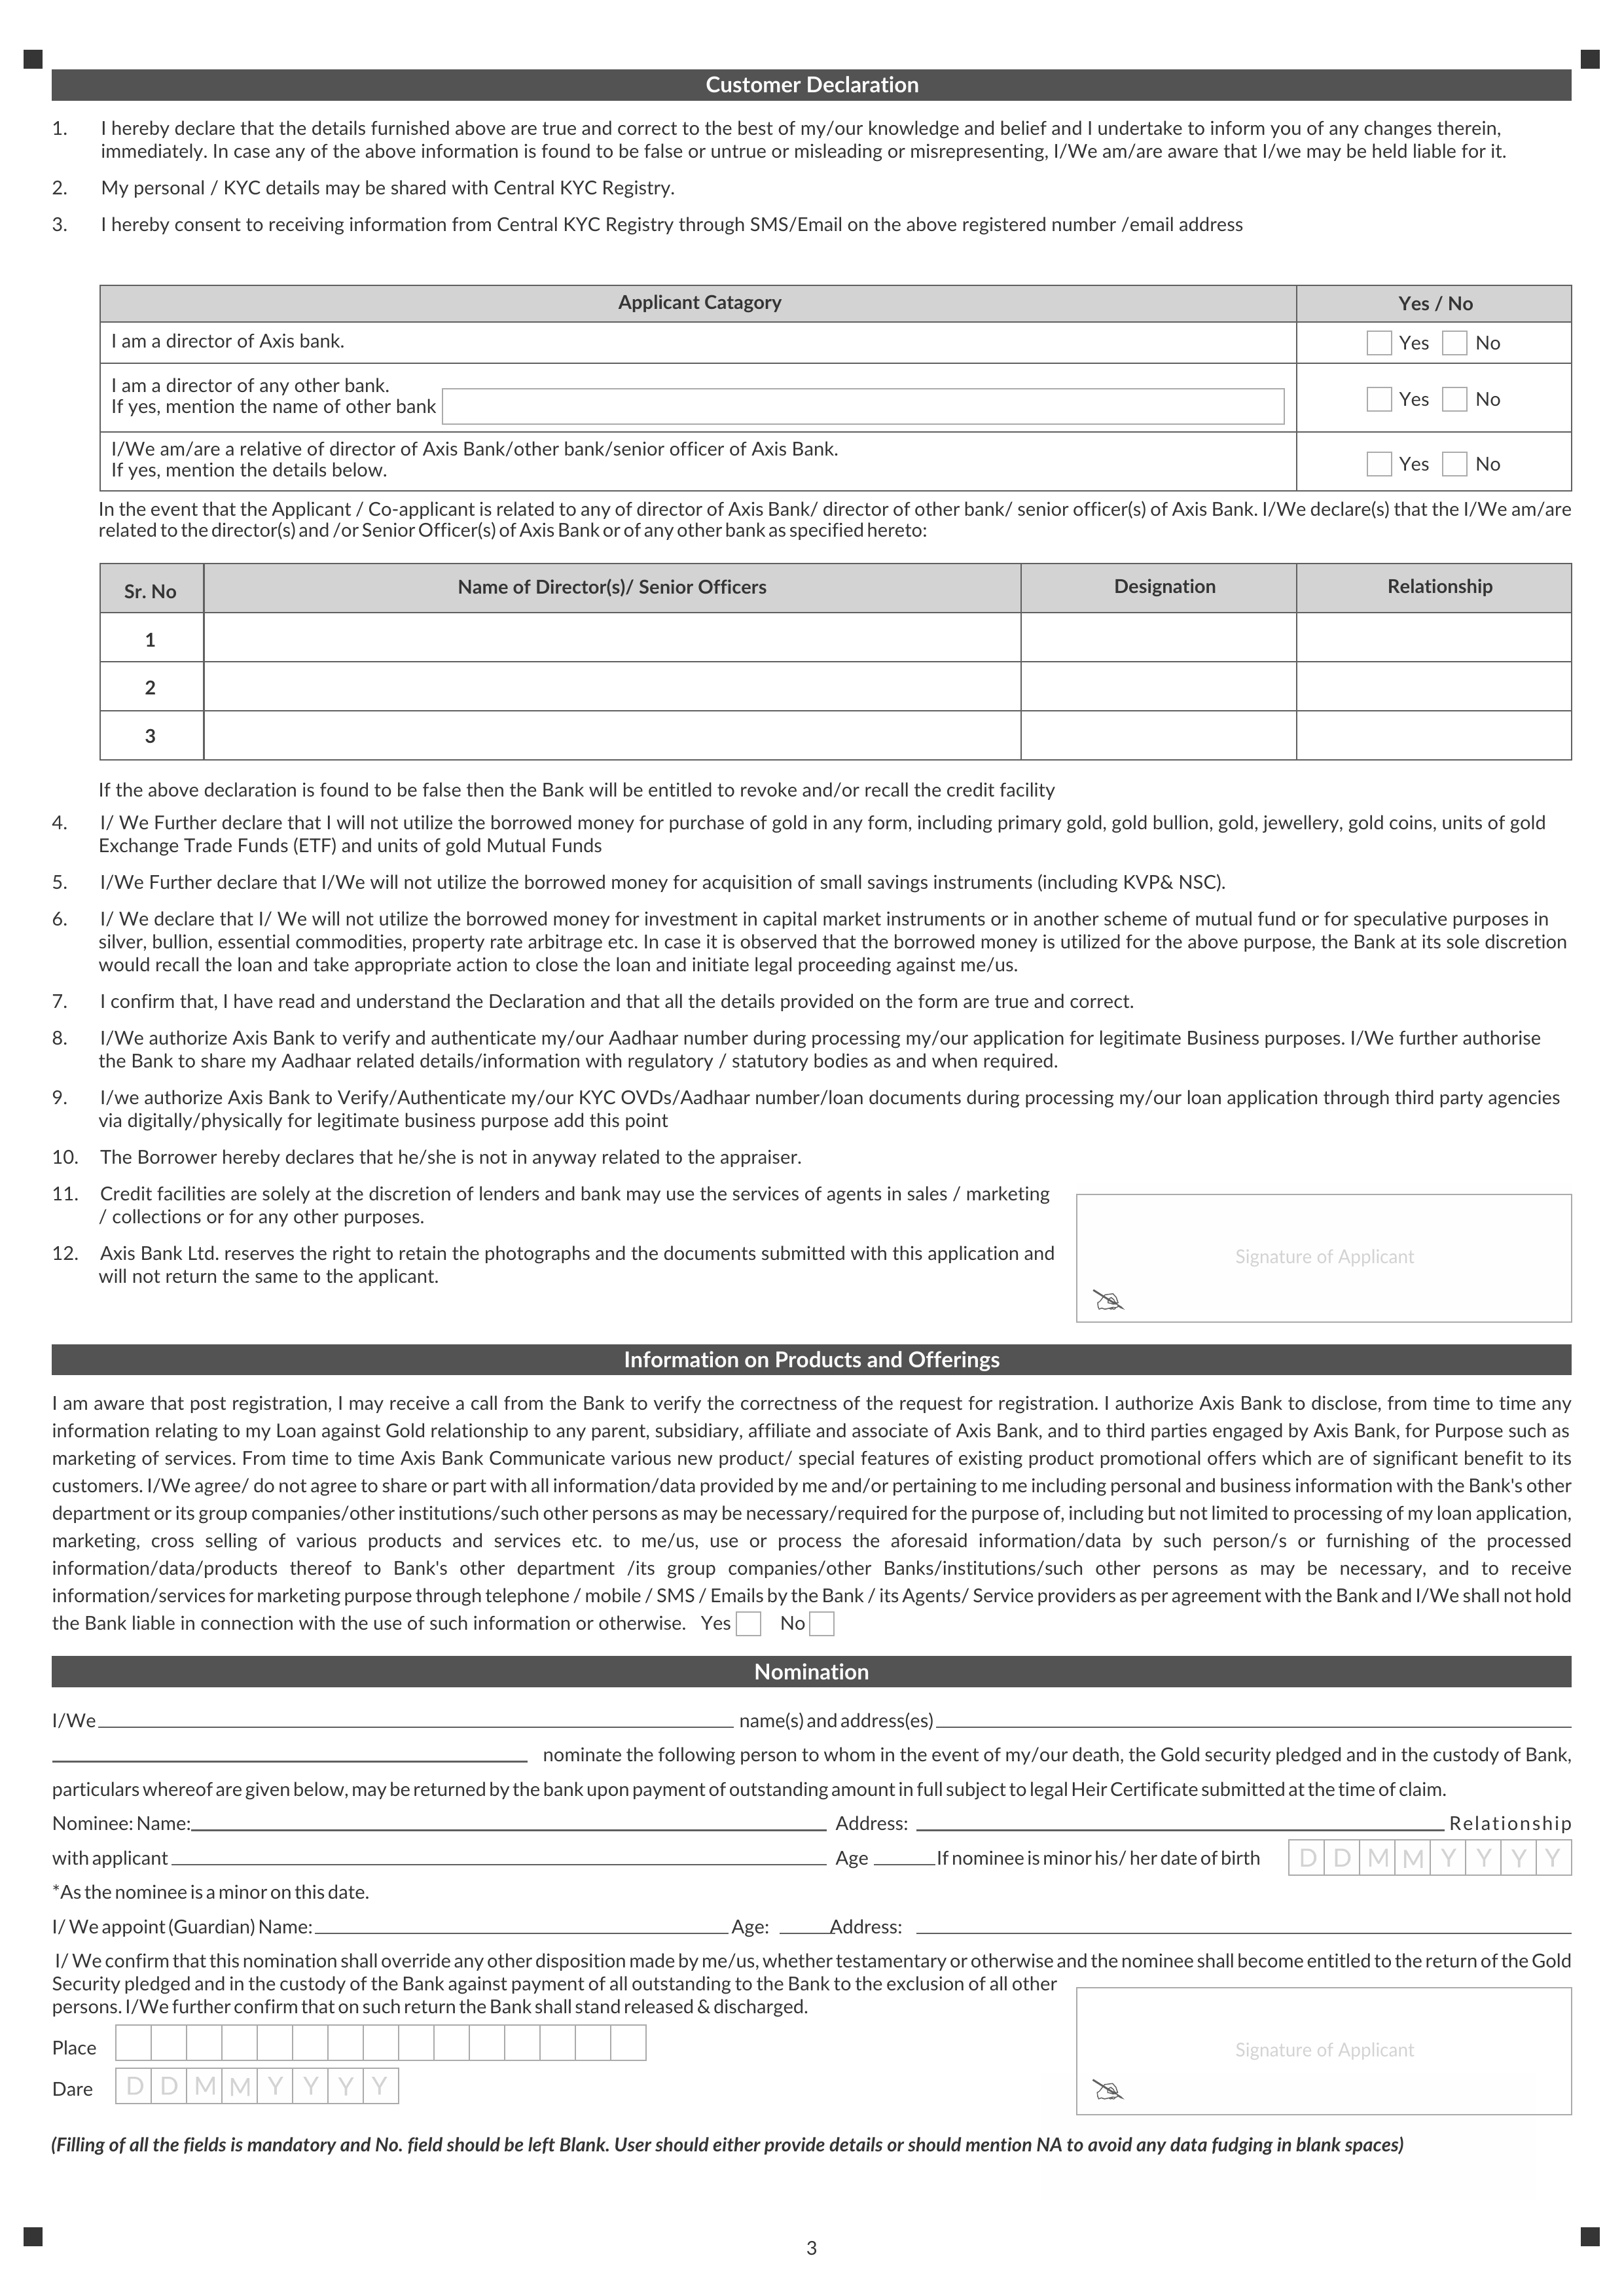 Customer Declaration
1. I hereby declare that the details furnished above are true and correct to the best of my/our knowledge and belief and I undertake to inform you of any changes therein,
immediately. In case any of the above information is found to be false or untrue or misleading or misrepresenting, I/We am/are aware that I/we may be held liable for it.
2. My personal / KYC details may be shared with Central KYC Registry.
3. I hereby consent to receiving information from Central KYC Registry through SMS/Email on the above registered number /email address
Applicant Catagory Yes / No
I am a director of Axis bank. Yes No
I am a director of any other bank.
If yes, mention the name of other bank Yes No
I/We am/are a relative of director of Axis Bank/other bank/senior officer of Axis Bank.
If yes, mention the details below. Yes No
In the event that the Applicant / Co-applicant is related to any of director of Axis Bank/ director of other bank/ senior officer(s) of Axis Bank. I/We declare(s) that the I/We am/are
related to the director(s) and /or Senior Officer(s) of Axis Bank or of any other bank as specified hereto:
Sr. No Name of Director(s)/ Senior Officers Designation Relationship
1
2
3
If the above declaration is found to be false then the Bank will be entitled to revoke and/or recall the credit facility
4. I/ We Further declare that I will not utilize the borrowed money for purchase of gold in any form, including primary gold, gold bullion, gold, jewellery, gold coins, units of gold
Exchange Trade Funds (ETF) and units of gold Mutual Funds
5. I/We Further declare that I/We will not utilize the borrowed money for acquisition of small savings instruments (including KVP& NSC).
6. I/ We declare that I/ We will not utilize the borrowed money for investment in capital market instruments or in another scheme of mutual fund or for speculative purposes in
silver, bullion, essential commodities, property rate arbitrage etc. In case it is observed that the borrowed money is utilized for the above purpose, the Bank at its sole discretion
would recall the loan and take appropriate action to close the loan and initiate legal proceeding against me/us.
7. I confirm that, I have read and understand the Declaration and that all the details provided on the form are true and correct.
8. I/We authorize Axis Bank to verify and authenticate my/our Aadhaar number during processing my/our application for legitimate Business purposes. I/We further authorise
the Bank to share my Aadhaar related details/information with regulatory / statutory bodies as and when required.
9. I/we authorize Axis Bank to Verify/Authenticate my/our KYC OVDs/Aadhaar number/loan documents during processing my/our loan application through third party agencies
via digitally/physically for legitimate business purpose add this point
10. The Borrower hereby declares that he/she is not in anyway related to the appraiser.
11. Credit facilities are solely at the discretion of lenders and bank may use the services of agents in sales / marketing
/ collections or for any other purposes.
12. Axis Bank Ltd. reserves the right to retain the photographs and the documents submitted with this application and
will not return the same to the applicant.
Signature of Applicant
Information on Products and Offerings
I am aware that post registration, I may receive a call from the Bank to verify the correctness of the request for registration. I authorize Axis Bank to disclose, from time to time any
information relating to my Loan against Gold relationship to any parent, subsidiary, affiliate and associate of Axis Bank, and to third parties engaged by Axis Bank, for Purpose such as
marketing of services. From time to time Axis Bank Communicate various new product/ special features of existing product promotional offers which are of significant benefit to its
customers. I/We agree/ do not agree to share or part with all information/data provided by me and/or pertaining to me including personal and business information with the Bank's other
department or its group companies/other institutions/such other persons as may be necessary/required for the purpose of, including but not limited to processing of my loan application,
marketing, cross selling of various products and services etc. to me/us, use or process the aforesaid information/data by such person/s or furnishing of the processed
information/data/products thereof to Bank's other department /its group companies/other Banks/institutions/such other persons as may be necessary, and to receive
information/services for marketing purpose through telephone / mobile / SMS / Emails by the Bank / its Agents/ Service providers as per agreement with the Bank and I/We shall not hold
the Bank liable in connection with the use of such information or otherwise. Yes No
Nomination
I/We name(s) and address(es)
nominate the following person to whom in the event of my/our death, the Gold security pledged and in the custody of Bank,
particulars whereof are given below, may be returned by the bank upon payment of outstanding amount in full subject to legal Heir Certificate submitted at the time of claim.
Nominee: Name: Address: Relationship
with applicant Age If nominee is minor his/ her date of birth D D M M Y Y Y Y
*As the nominee is a minor on this date.
I/ We appoint (Guardian) Name: Age: Address:
I/ We confirm that this nomination shall override any other disposition made by me/us, whether testamentary or otherwise and the nominee shall become entitled to the return of the Gold
Security pledged and in the custody of the Bank against payment of all outstanding to the Bank to the exclusion of all other
persons. I/We further confirm that on such return the Bank shall stand released & discharged.
Place
Signature of Applicant
Dare D D M M Y Y Y Y
(Filling of all the fields is mandatory and No. field should be left Blank. User should either provide details or should mention NA to avoid any data fudging in blank spaces)
3